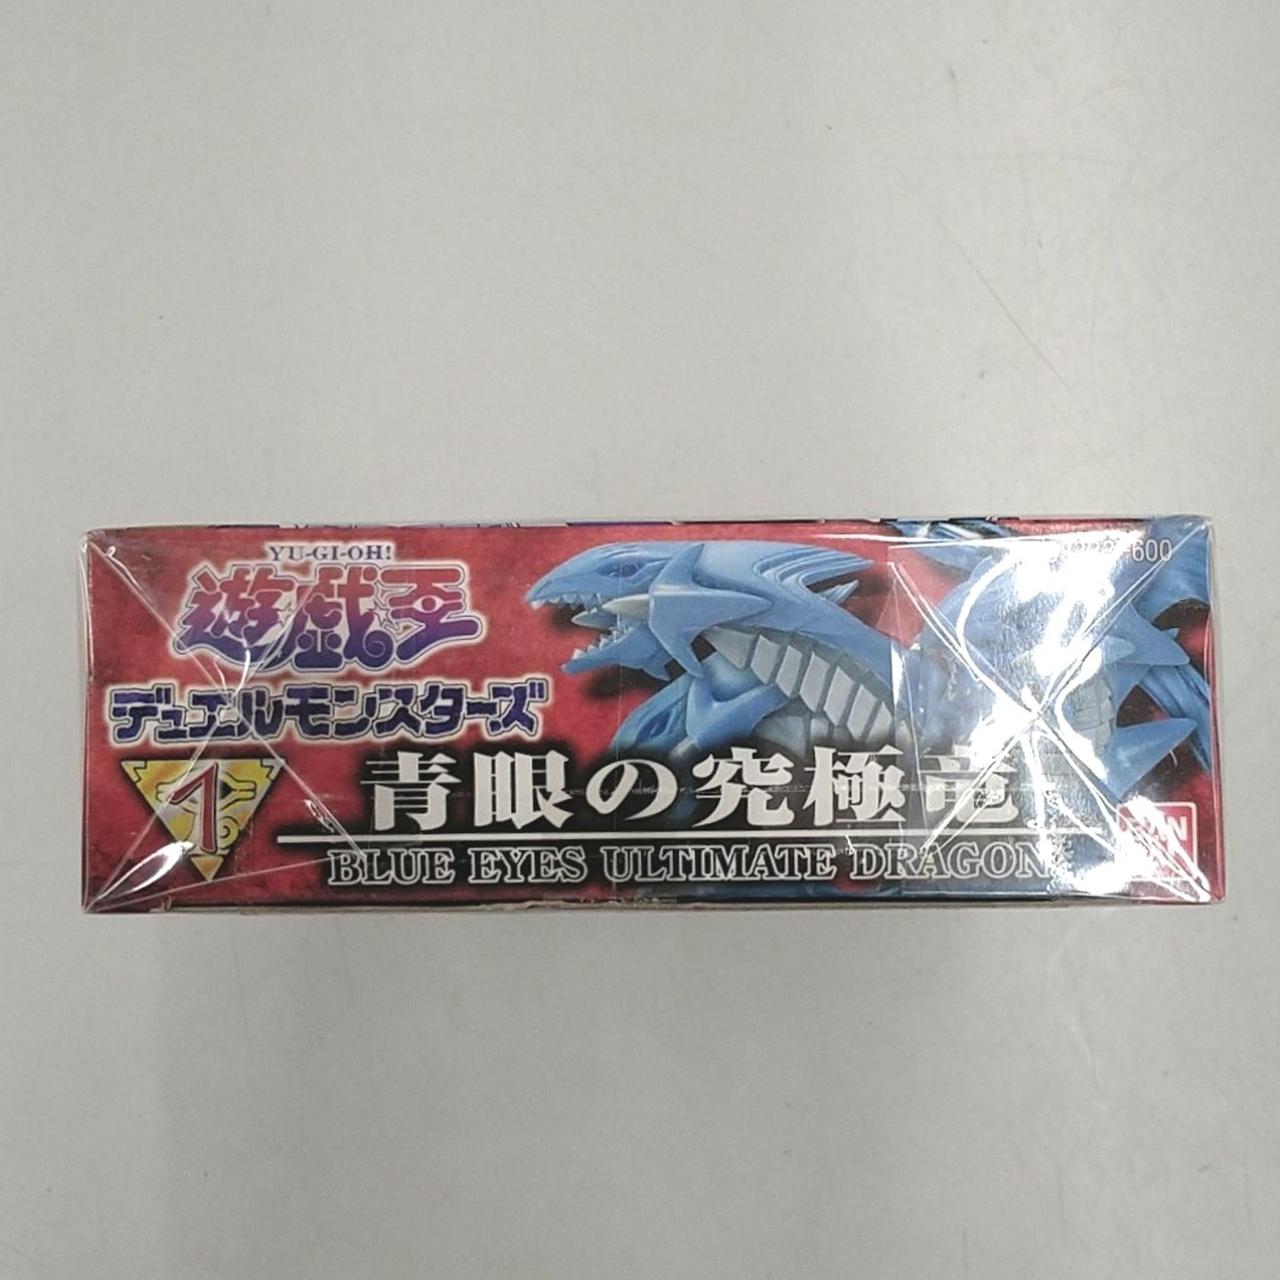 YU-GI-OH!
遊戯王
デュエルモンスターズ
1
青眼の究極竜
BLUE EYES ULTIMATE DRAGON
600